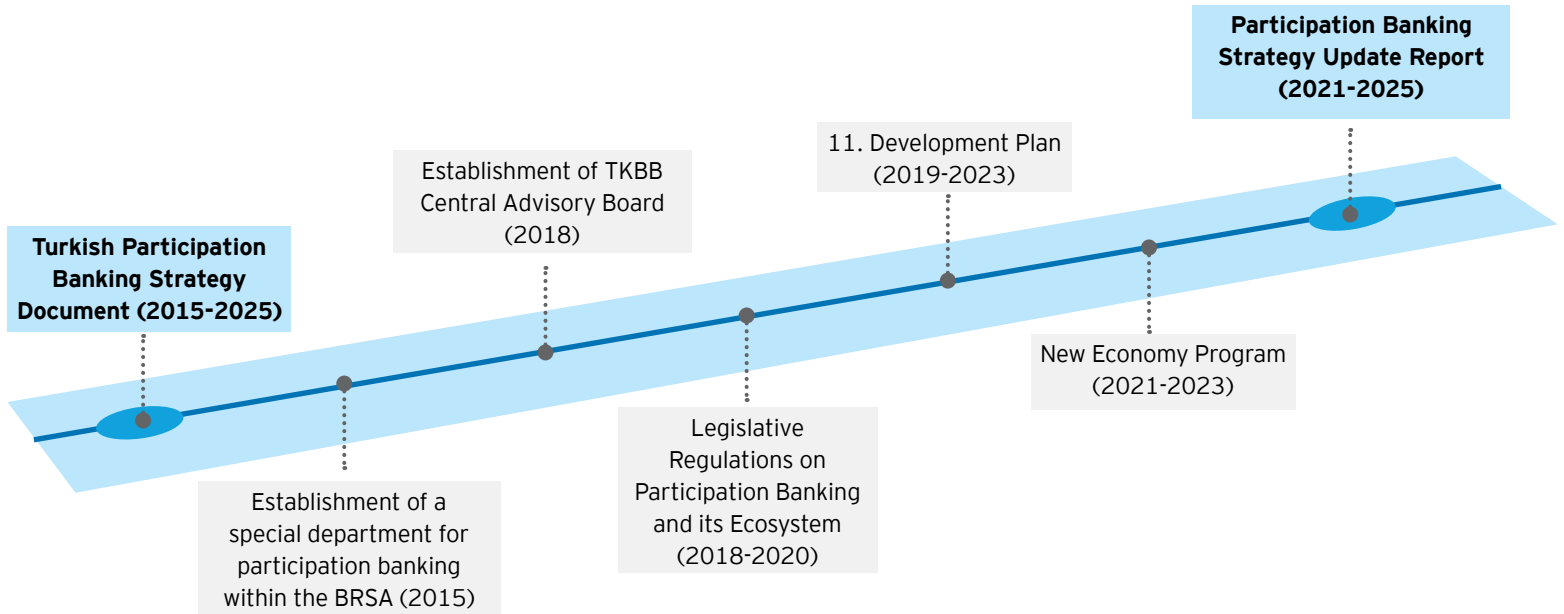 Turkish Participation
Banking Strategy
Document (2015-2025)
Establishment of a
special department for
participation banking
within the BRSA (2015)
Establishment of TKBB
Central Advisory Board
(2018)
Legislative
Regulations on
Participation Banking
and its Ecosystem
(2018-2020)
11. Development Plan
(2019-2023)
New Economy Program
(2021-2023)
Participation Banking
Strategy Update Report
(2021-2025)